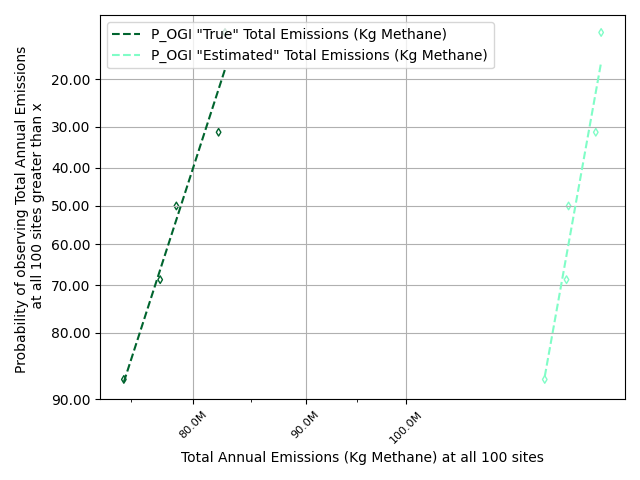 P_OGI "True" Total Emissions (Kg Methane)
P_OGI "Estimated" Total Emissions (Kg Methane)
Probability of observing Total Annual Emissions
at all 100 sites greater than x
20.00
30.00
40.00
50.00
60.00
70.00
80.00
90.00
80.0M
90.0M
100.0M
Total Annual Emissions (Kg Methane) at all 100 sites